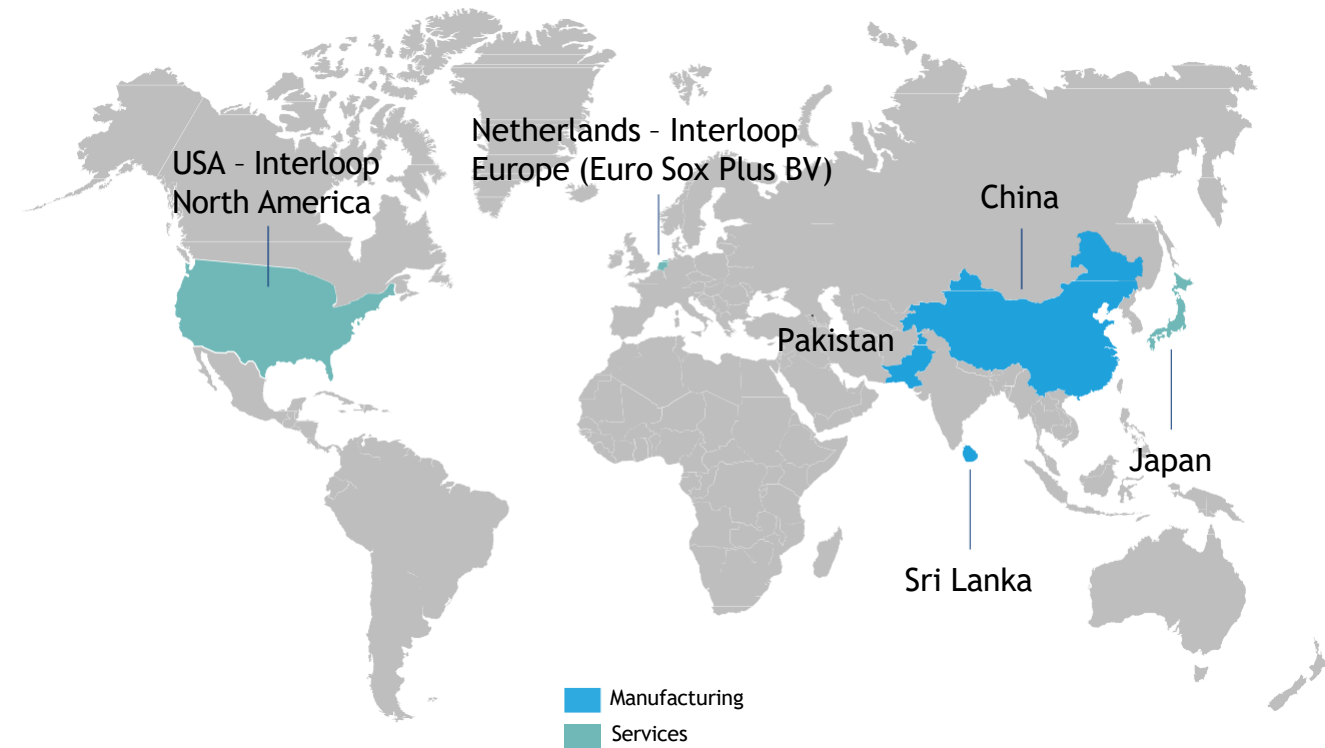 USA – Interloop
North America
Netherlands – Interloop
Europe (Euro Sox Plus BV)
China
Pakistan
Japan
Sri Lanka
Manufacturing
Services